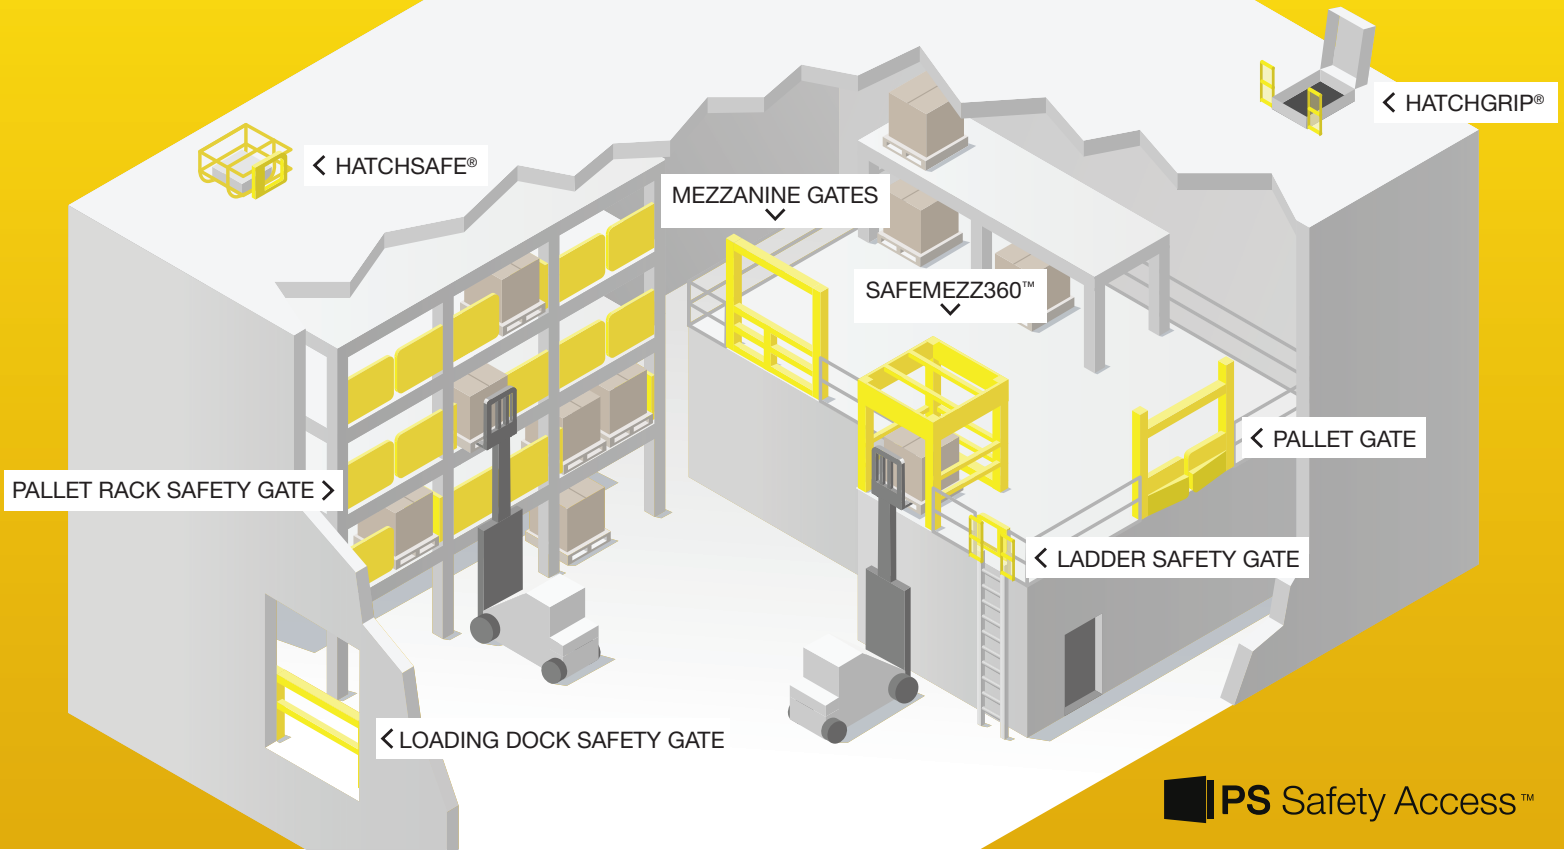 HATCHGRIP®
HATCHSAFE®
MEZZANINE GATES
SAFEMEZZ360™
PALLET GATE
PALLET RACK SAFETY GATE
LADDER SAFETY GATE
LOADING DOCK SAFETY GATE
PS Safety Access™